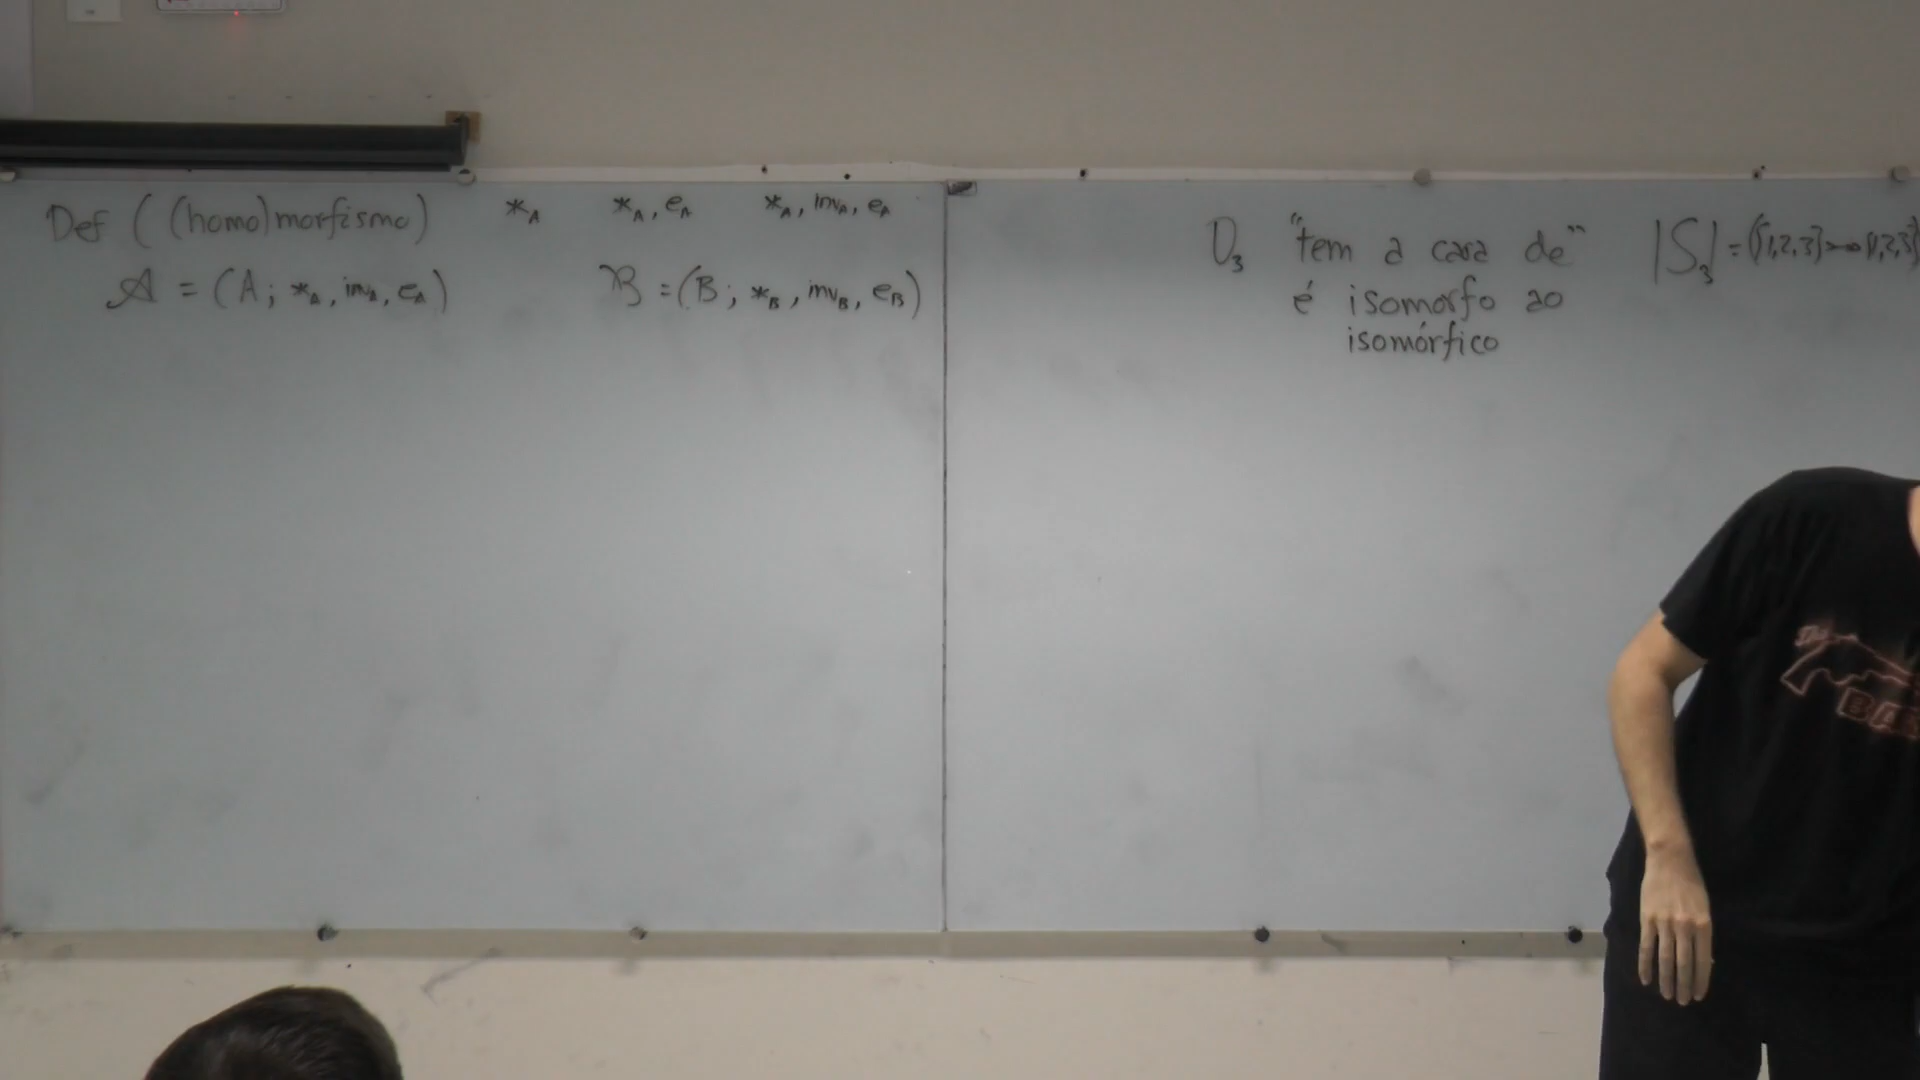 Def ((homo)morfismo) *A *A, eA *A, invA, eA
𝒜 = (A; *A, invA, eA) ℬ = (B; *B, invB, eB)
D3 "tem a cara de" |S3| = ({1,2,3} ↣↠ {1,2,3}
é isomorfo ao
isomórfico